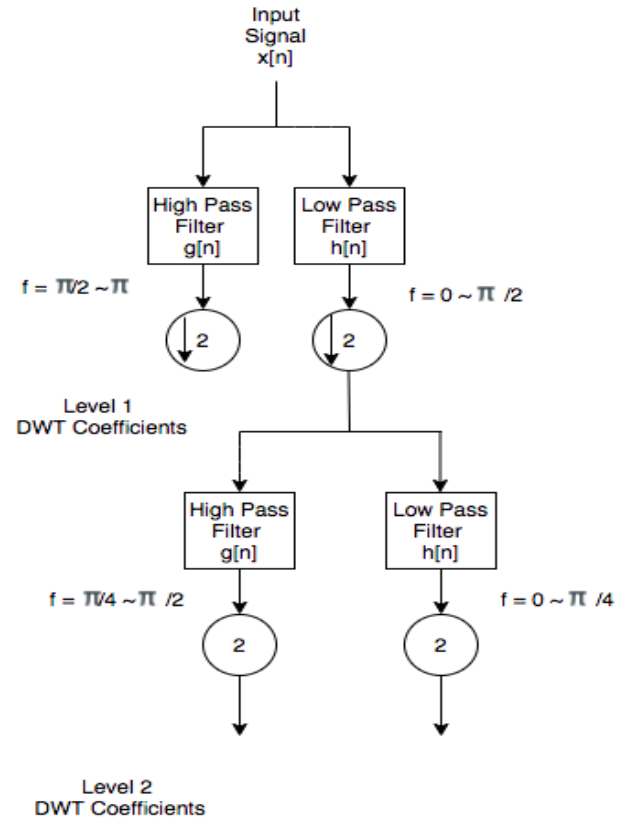 Input
Signal
x[n]
High Pass
Filter
g[n]
Low Pass
Filter
h[n]
f = π/2 ~ π
f = 0 ~ π /2
2
2
Level 1
DWT Coefficients
High Pass
Filter
g[n]
Low Pass
Filter
h[n]
f = π/4 ~ π /2
f = 0 ~ π /4
2
2
Level 2
DWT Coefficients